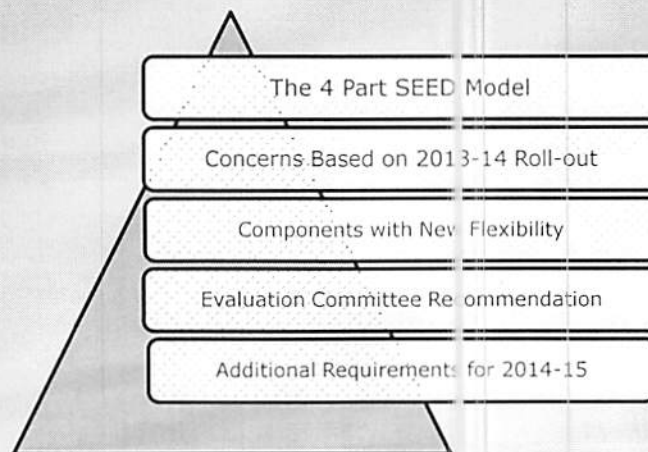 The 4 Part SEED Model
Concerns Based on 2013-14 Roll-out
Components with New Flexibility
Evaluation Committee Recommendation
Additional Requirements for 2014-15